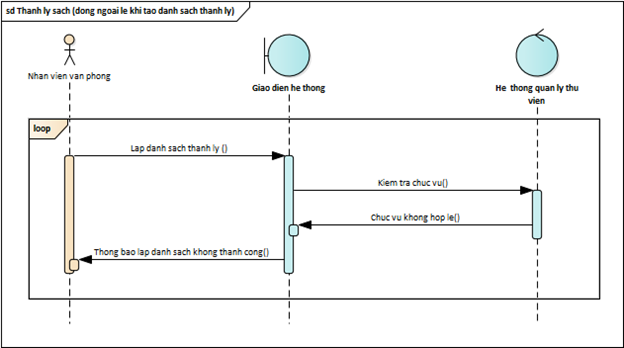 sd Thanh ly sach (dong ngoai le khi tao danh sach thanh ly)
Nhan vien van phong
Giao dien he thong
He thong quan ly thu
vien
loop
Lap danh sach thanh ly ()
Kiem tra chuc vu()
Chuc vu khong hop le()
Thong bao lap danh sach khong thanh cong()